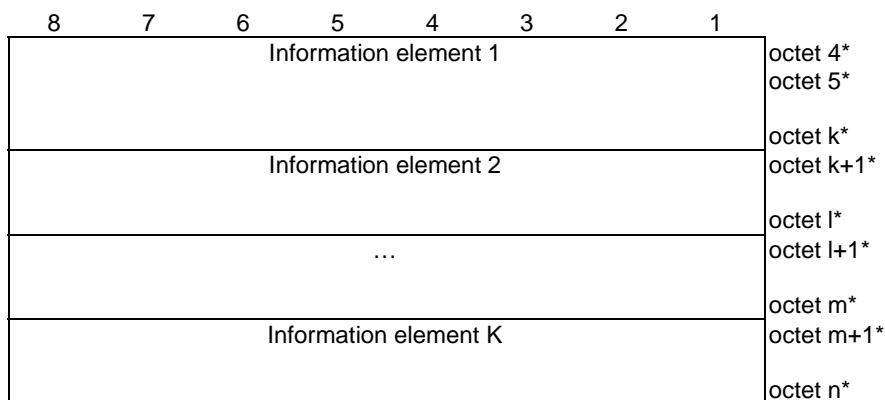 8 7 6 5 4 3 2 1
Information element 1 octet 4*
octet 5*
octet k*
Information element 2 octet k+1*
octet l*
… octet l+1*
octet m*
Information element K octet m+1*
octet n*